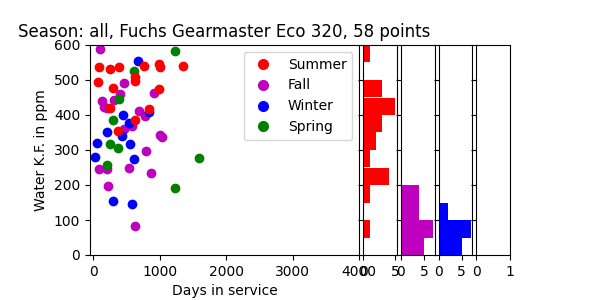 Season: all, Fuchs Gearmaster Eco 320, 58 points
Water K.F. in ppm
600
500
400
300
200
100
0
Summer
Fall
Winter
Spring
0 1000 2000 3000 4000
0 5
0 5
0 5
0 1
Days in service